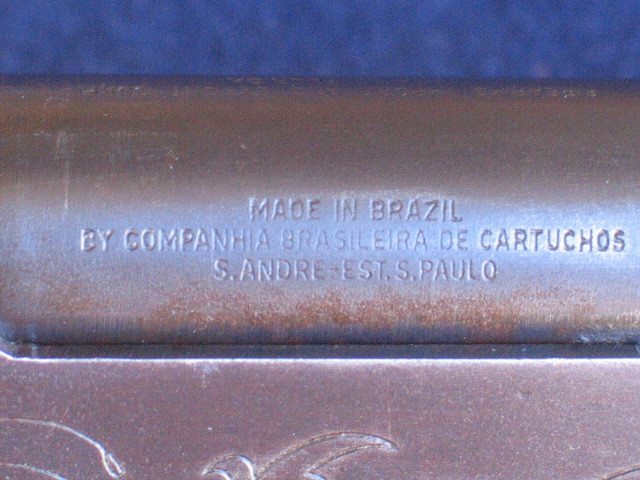 MADE IN BRAZIL
BY COMPANHIA BRASILEIRA DE CARTUCHOS
S.ANDRE-EST.S.PAULO